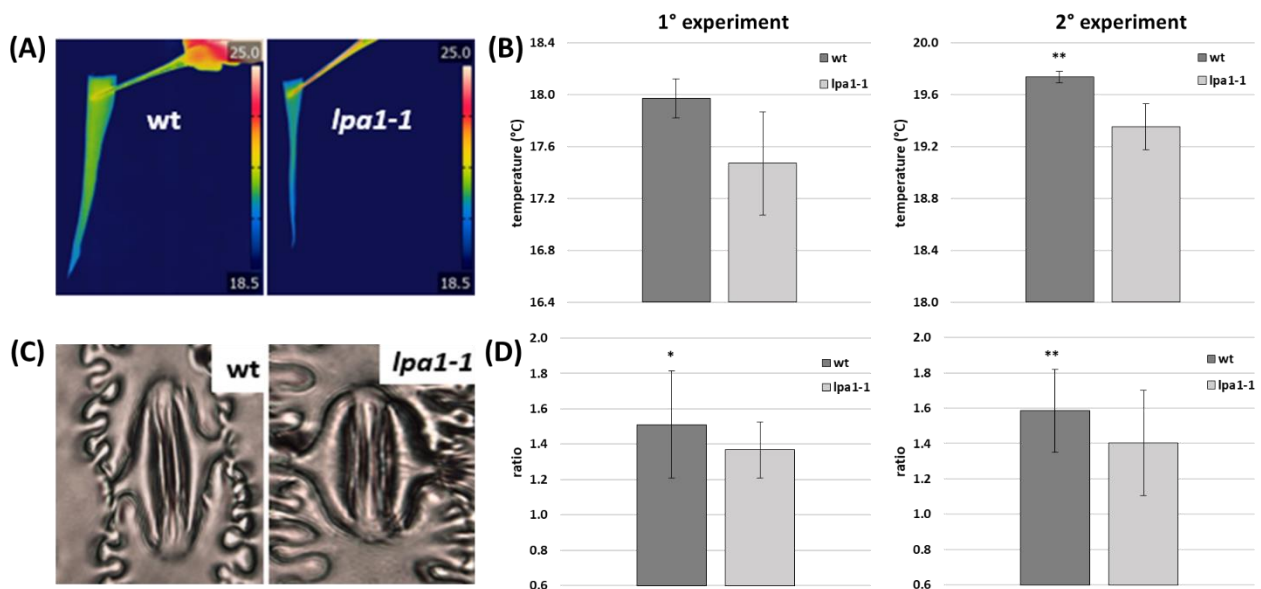 1° experiment
2° experiment
(A)
25.0
wt
18.5
25.0
lpa1-1
18.5
(B)
18.4
18.0
17.6
17.2
16.8
16.4
temperature (°C)
wt
lpa1-1
20.0
19.6
19.2
18.8
18.4
18.0
temperature (°C)
**
wt
lpa1-1
(C)
wt
lpa1-1
(D)
2.0
1.8
1.6
1.4
1.2
1.0
0.8
0.6
ratio
*
wt
lpa1-1
2.0
1.8
1.6
1.4
1.2
1.0
0.8
0.6
ratio
**
wt
lpa1-1